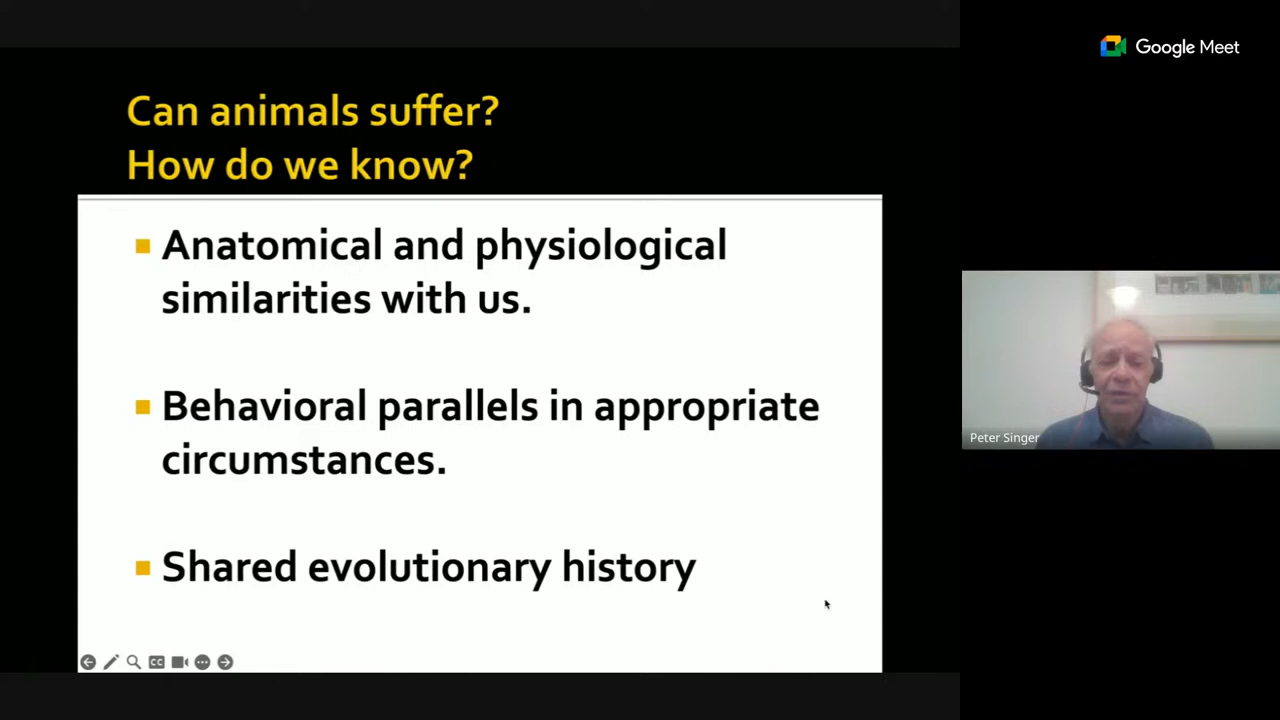 Google Meet
Can animals suffer?
How do we know?
Anatomical and physiological
similarities with us.
Behavioral parallels in appropriate
circumstances.
Shared evolutionary history
CC
Peter Singer